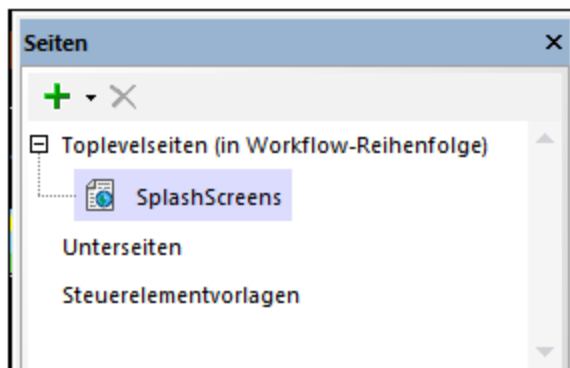 Seiten
Toplevelseiten (in Workflow-Reihenfolge)
SplashScreens
Unterseiten
Steuerelementvorlagen